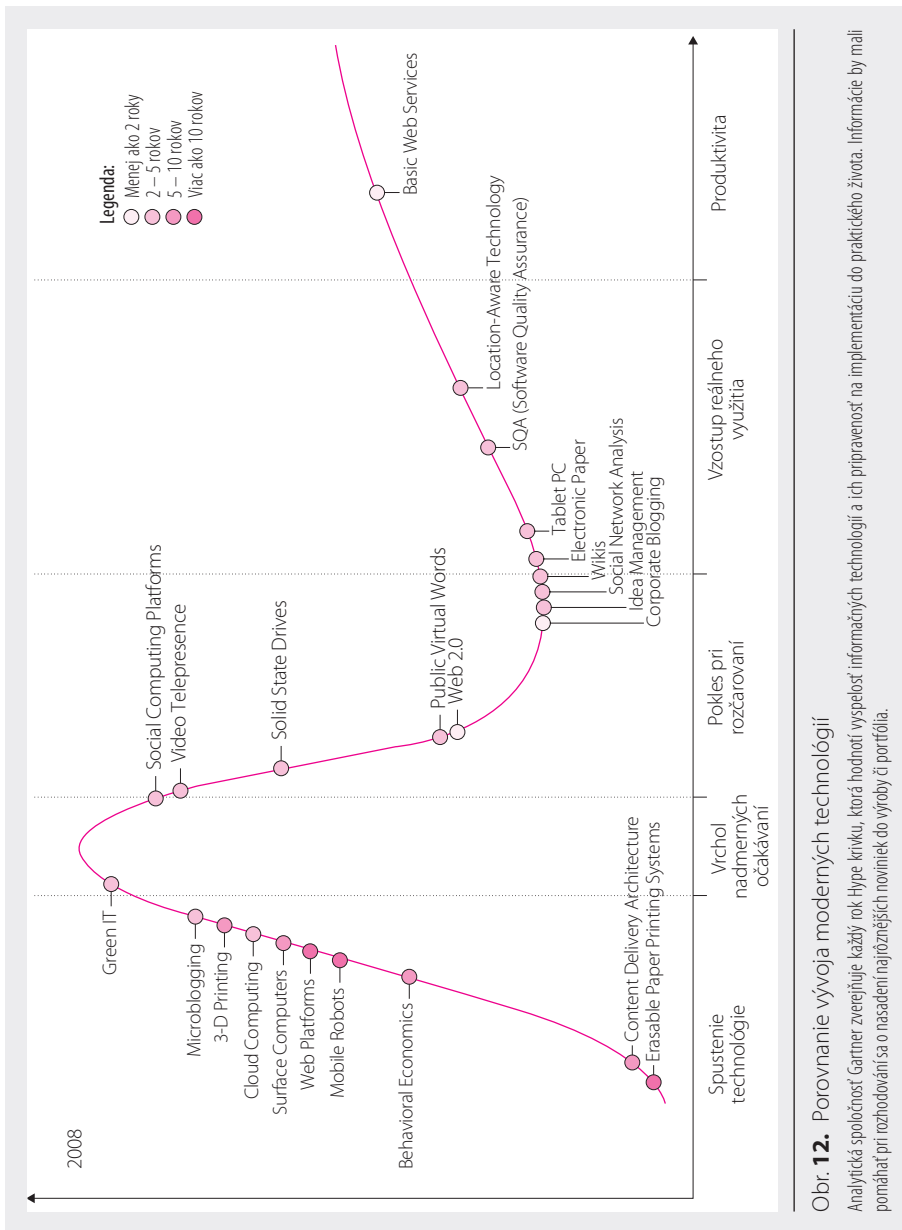 2008
Legenda:
Menej ako 2 roky
2 – 5 rokov
5 – 10 rokov
Viac ako 10 rokov
Green IT
Microblogging
3-D Printing
Cloud Computing
Surface Computers
Web Platforms
Mobile Robots
Behavioral Economics
Content Delivery Architecture
Erasable Paper Printing Systems
Social Computing Platforms
Video Telepresence
Solid State Drives
Public Virtual Words
Web 2.0
Tablet PC
Electronic Paper
Wikis
Social Network Analysis
Idea Management
Corporate Blogging
Location-Aware Technology
SQA (Software Quality Assurance)
Basic Web Services
Spustenie
technológie
Vrchol
nadmerných
očakávaní
Pokles pri
rozčarovaní
Vzostup reálneho
využitia
Produktivita
Obr. 12. Porovnanie vývoja moderných technológií
Analytická spoločnosť Gartner zverejňuje každý rok Hype krivku, ktorá hodnotí vyspelosť informačných technológií a ich pripravenosť na implementáciu do praktického života. Informácie by mali
pomáhať pri rozhodování sa o nasadení najrôznějších noviniek do výroby či portfólia.